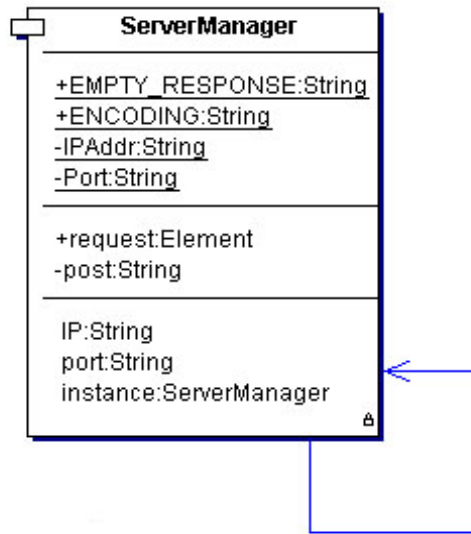 ServerManager
+EMPTY_RESPONSE:String
+ENCODING:String
-IPAddr:String
-Port:String
+request:Element
-post:String
IP:String
port:String
instance:ServerManager